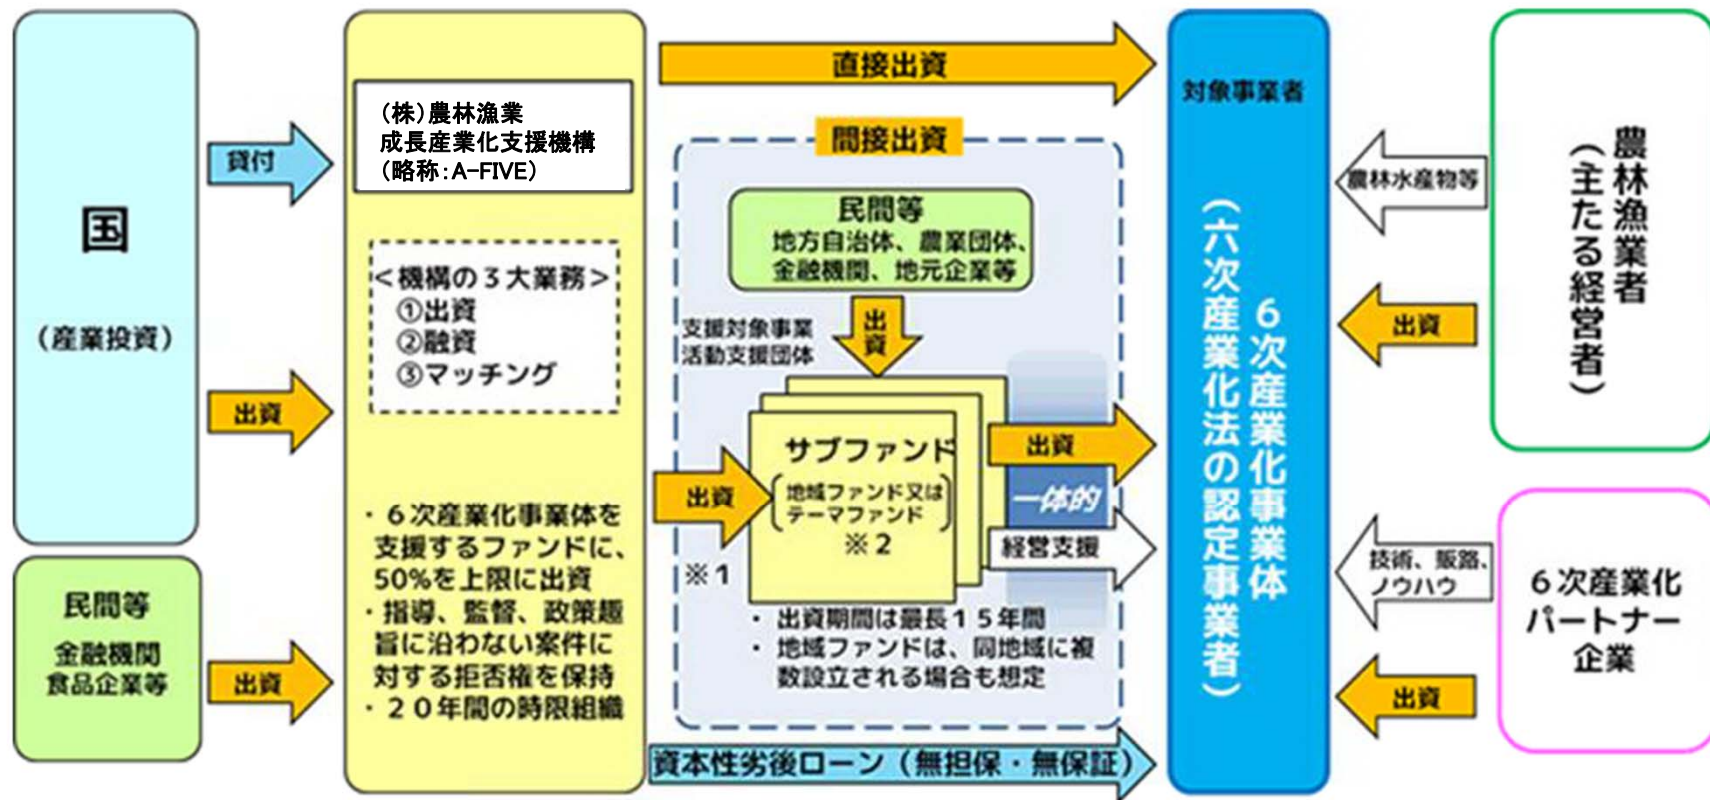 国
(産業投資)
貸付
出資
民間等
金融機関
食品企業等
出資
(株)農林漁業
成長産業化支援機構
(略称:A-FIVE)
<機構の3大業務>
①出資
②融資
③マッチング
・6次産業化事業体を
支援するファンドに、
50%を上限に出資
・指導、監督、政策趣
旨に沿わない案件に
対する拒否権を保持
・20年間の時限組織
直接出資
間接出資
民間等
地方自治体、農業団体、
金融機関、地元企業等
出資
支援対象事業
活動支援団体
出資
※1
サブファンド
地域ファンド又は
テーマファンド
※2
出資
一体的
経営支援
・ 出資期間は最長15年間
・ 地域ファンドは、同地域に複
数設立される場合も想定
資本性劣後ローン(無担保・無保証)
対象事業者
6次産業化事業体
(六次産業化法の認定事業者)
農林水産物等
出資
技術、販路、
ノウハウ
出資
農林漁業者
(主たる経営者)
6次産業化
パートナー
企業